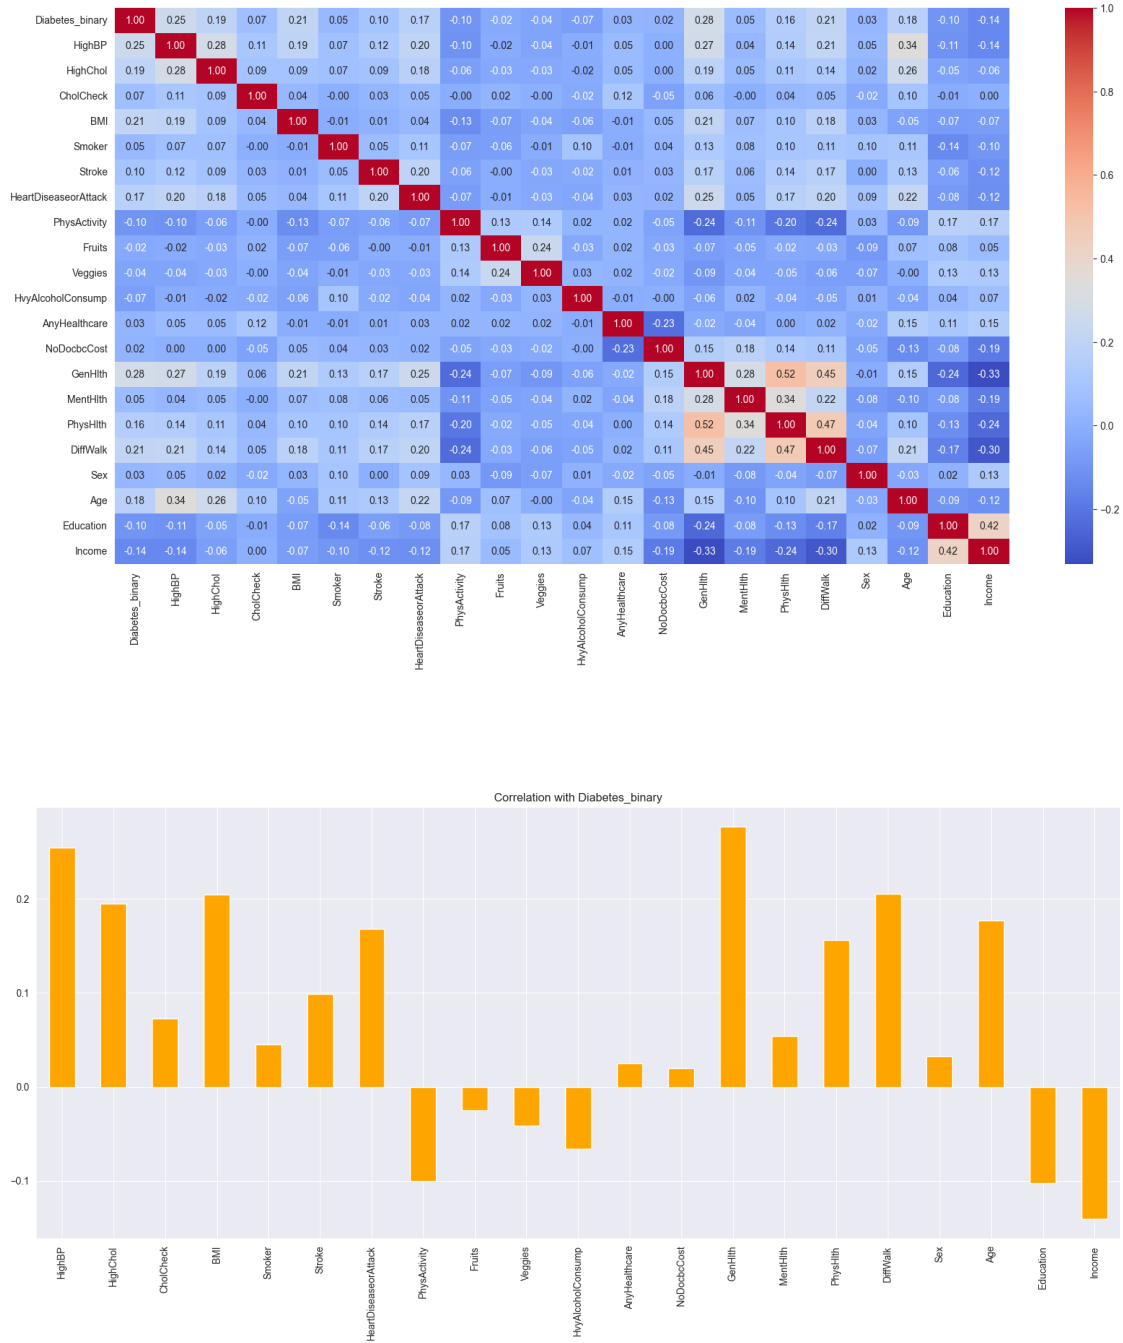 Diabetes_binary 1.00 0.25 0.19 0.07 0.21 0.05 0.10 0.17 -0.10 -0.02 -0.04 -0.07 0.03 0.02 0.28 0.05 0.16 0.21 0.03 0.18 -0.10 -0.14
HighBP 0.25 1.00 0.28 0.11 0.19 0.07 0.12 0.20 -0.10 -0.02 -0.04 -0.01 0.05 0.00 0.27 0.04 0.14 0.21 0.05 0.34 -0.11 -0.14
HighChol 0.19 0.28 1.00 0.09 0.09 0.07 0.09 0.18 -0.06 -0.03 -0.03 -0.02 0.05 0.00 0.19 0.05 0.11 0.14 0.02 0.26 -0.05 -0.06
CholCheck 0.07 0.11 0.09 1.00 0.04 -0.00 0.03 0.05 -0.00 0.02 -0.00 -0.02 0.12 -0.05 0.06 -0.00 0.04 0.05 -0.02 0.10 -0.01 0.00
BMI 0.21 0.19 0.09 0.04 1.00 -0.01 0.01 0.04 -0.13 -0.07 -0.04 -0.06 -0.01 0.05 0.21 0.07 0.10 0.18 0.03 -0.05 -0.07 -0.07
Smoker 0.05 0.07 0.07 -0.00 -0.01 1.00 0.05 0.11 -0.07 -0.06 -0.01 0.10 -0.01 0.04 0.13 0.08 0.10 0.11 0.10 0.11 -0.14 -0.10
Stroke 0.10 0.12 0.09 0.03 0.01 0.05 1.00 0.20 -0.06 -0.00 -0.03 -0.02 0.01 0.03 0.17 0.06 0.14 0.17 0.00 0.13 -0.06 -0.12
HeartDiseaseorAttack 0.17 0.20 0.18 0.05 0.04 0.11 0.20 1.00 -0.07 -0.01 -0.03 -0.04 0.03 0.02 0.25 0.05 0.17 0.20 0.09 0.22 -0.08 -0.12
PhysActivity -0.10 -0.10 -0.06 -0.00 -0.13 -0.07 -0.06 -0.07 1.00 0.13 0.14 0.02 0.02 -0.05 -0.24 -0.11 -0.20 -0.24 0.03 -0.09 0.17 0.17
Fruits -0.02 -0.02 -0.03 0.02 -0.07 -0.06 -0.00 -0.01 0.13 1.00 0.24 -0.03 0.02 -0.03 -0.07 -0.05 -0.02 -0.03 -0.09 0.07 0.08 0.05
Veggies -0.04 -0.04 -0.03 -0.00 -0.04 -0.01 -0.03 -0.03 0.14 0.24 1.00 0.03 0.02 -0.02 -0.09 -0.04 -0.05 -0.06 -0.07 -0.00 0.13 0.13
HvyAlcoholConsump -0.07 -0.01 -0.02 -0.02 -0.06 0.10 -0.02 -0.04 0.02 -0.03 0.03 1.00 -0.01 -0.00 -0.06 0.02 -0.04 -0.05 0.01 -0.04 0.04 0.07
AnyHealthcare 0.03 0.05 0.05 0.12 -0.01 -0.01 0.01 0.03 0.02 0.02 0.02 -0.01 1.00 -0.23 -0.02 -0.04 0.00 0.02 -0.02 0.15 0.11 0.15
NoDocbcCost 0.02 0.00 0.00 -0.05 0.05 0.04 0.03 0.02 -0.05 -0.03 -0.02 -0.00 -0.23 1.00 0.15 0.18 0.14 0.11 -0.05 -0.13 -0.08 -0.19
GenHlth 0.28 0.27 0.19 0.06 0.21 0.13 0.17 0.25 -0.24 -0.07 -0.09 -0.06 -0.02 0.15 1.00 0.28 0.52 0.45 -0.01 0.15 -0.24 -0.33
MentHlth 0.05 0.04 0.05 -0.00 0.07 0.08 0.06 0.05 -0.11 -0.05 -0.04 0.02 -0.04 0.18 0.28 1.00 0.34 0.22 -0.08 -0.10 -0.08 -0.19
PhysHlth 0.16 0.14 0.11 0.04 0.10 0.10 0.14 0.17 -0.20 -0.02 -0.05 -0.04 0.00 0.14 0.52 0.34 1.00 0.47 -0.04 0.10 -0.13 -0.24
DiffWalk 0.21 0.21 0.14 0.05 0.18 0.11 0.17 0.20 -0.24 -0.03 -0.06 -0.05 0.02 0.11 0.45 0.22 0.47 1.00 -0.07 0.21 -0.17 -0.30
Sex 0.03 0.05 0.02 -0.02 0.03 0.10 0.00 0.09 0.03 -0.09 -0.07 0.01 -0.02 -0.05 -0.01 -0.08 -0.04 -0.07 1.00 -0.03 0.02 0.13
Age 0.18 0.34 0.26 0.10 -0.05 0.11 0.13 0.22 -0.09 0.07 -0.00 -0.04 0.15 -0.13 0.15 -0.10 0.10 0.21 -0.03 1.00 -0.09 -0.12
Education -0.10 -0.11 -0.05 -0.01 -0.07 -0.14 -0.06 -0.08 0.17 0.08 0.13 0.04 0.11 -0.08 -0.24 -0.08 -0.13 -0.17 0.02 -0.09 1.00 0.42
Income -0.14 -0.14 -0.06 0.00 -0.07 -0.10 -0.12 -0.12 0.17 0.05 0.13 0.07 0.15 -0.19 -0.33 -0.19 -0.24 -0.30 0.13 -0.12 0.42 1.00
Diabetes_binary HighBP HighChol CholCheck BMI Smoker Stroke HeartDiseaseorAttack PhysActivity Fruits Veggies HvyAlcoholConsump AnyHealthcare NoDocbcCost GenHlth MentHlth PhysHlth DiffWalk Sex Age Education Income
1.0
0.8
0.6
0.4
0.2
0.0
−0.2
Correlation with Diabetes_binary
0.2
0.1
0.0
−0.1
HighBP HighChol CholCheck BMI Smoker Stroke HeartDiseaseorAttack PhysActivity Fruits Veggies HvyAlcoholConsump AnyHealthcare NoDocbcCost GenHlth MentHlth PhysHlth DiffWalk Sex Age Education Income